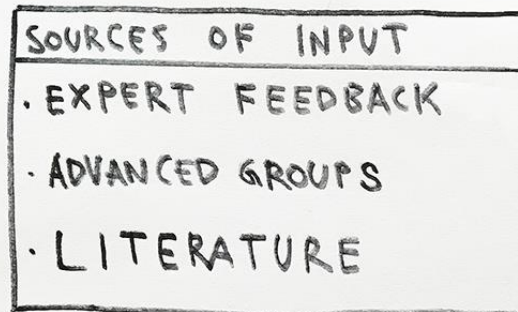 SOURCES OF INPUT
· EXPERT FEEDBACK
· ADVANCED GROUPS
· LITERATURE